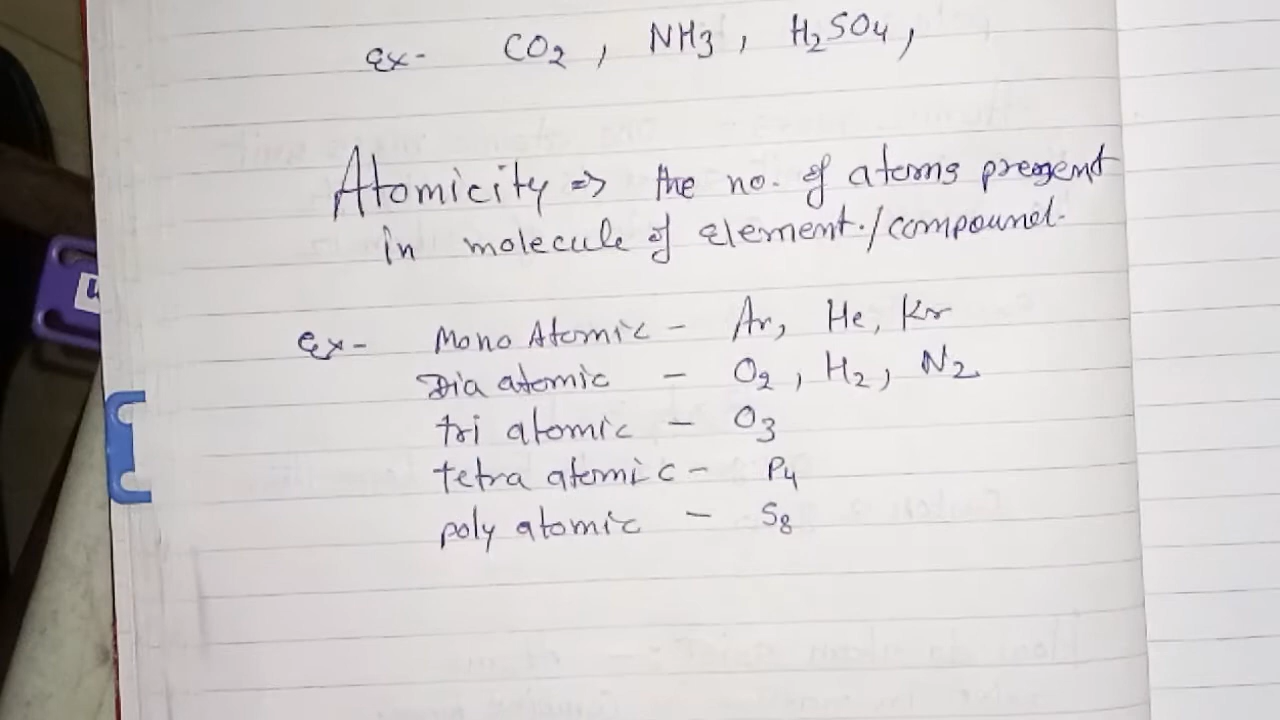 Ex- CO2, NH3, H2SO4,
Atomicity => the no. of atoms present
in molecule of element./compound.
Ex- Mono Atomic - Ar, He, Kr
Dia atomic - O2, H2, N2.
tri atomic - O3
tetra atomic - P4
poly atomic - S8